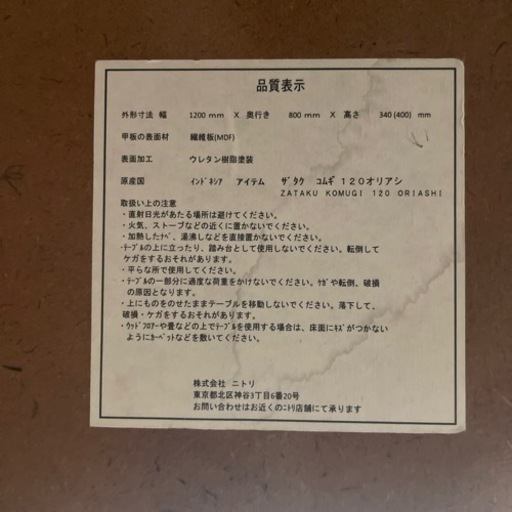 品質表示
外形寸法 幅 1200 mm X 奥行き 800 mm X 高さ 340 (400) mm
甲板の表面材 繊維板(MDF)
表面加工 ウレタン樹脂塗装
原産国 インドネシア アイテム ザタク コムギ 120オリアシ
ZATAKU KOMUGI 120 ORIASHI
取扱い上の注意
・直射日光があたる場所は避けてください。
・火気、ストーブなどの近くに置かないでください。
・加熱したナベ、湯沸しなどを直接置かないでください。
・テーブルの上に立ったり、踏み台として使用しないでください。転倒して
ケガをするおそれがあります。
・平らな所で使用してください。
・テーブルの一部分に過度な荷重をかけないでください。ケガや転倒、破損
の原因となります。
・上にものをのせたままテーブルを移動しないでください。落下して、
破損・ケガをするおそれがあります。
・ウッドフロアーや畳などの上でテーブルを使用する場合は、床面にキズがつかない
ようにカーペットなどを敷いてください。
株式会社 ニトリ
東京都北区神谷3丁目6番20号
お問い合わせはお近くのニトリ店舗にて承ります